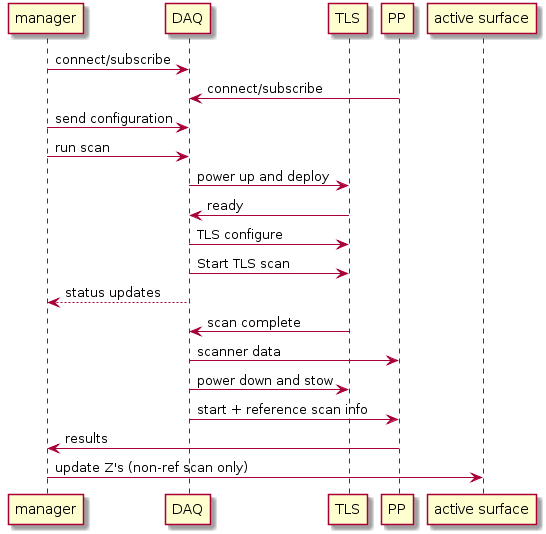 manager DAQ TLS PP active surface
connect/subscribe
connect/subscribe
send configuration
run scan
power up and deploy
ready
TLS configure
Start TLS scan
status updates
scan complete
scanner data
power down and stow
start + reference scan info
results
update Z's (non-ref scan only)
manager DAQ TLS PP active surface